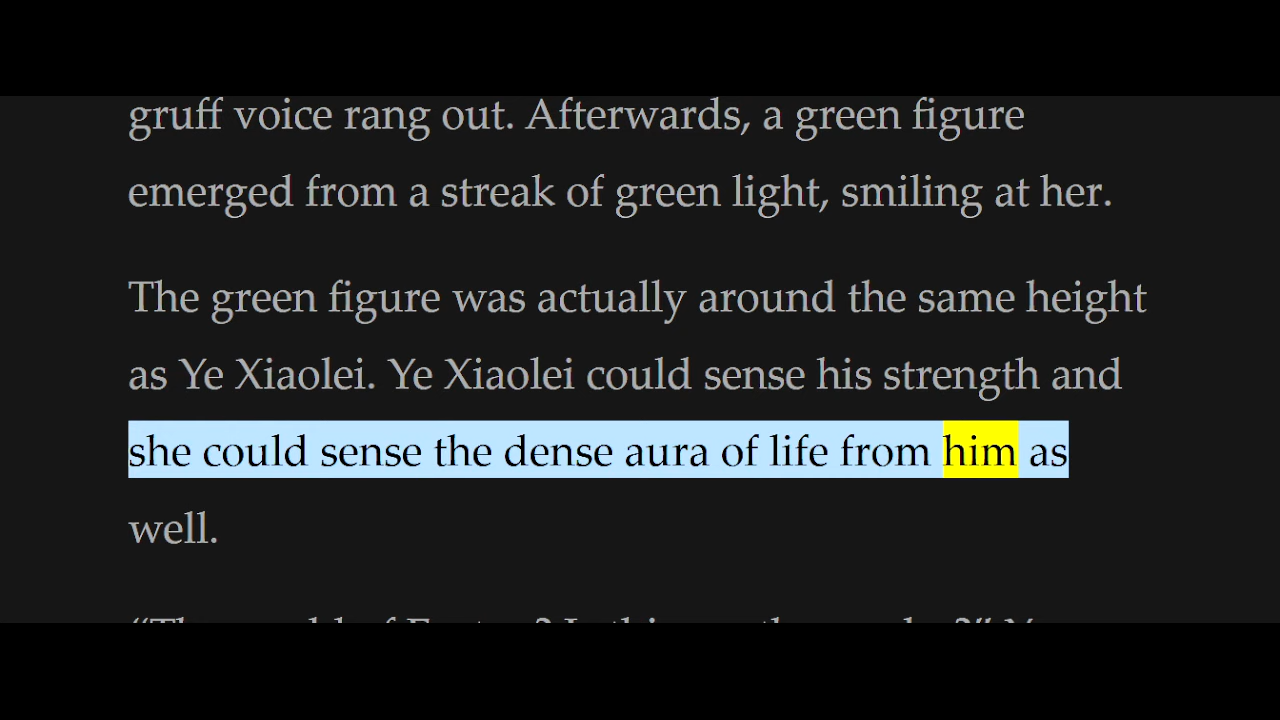 gruff voice rang out. Afterwards, a green figure
emerged from a streak of green light, smiling at her.
The green figure was actually around the same height
as Ye Xiaolei. Ye Xiaolei could sense his strength and
she could sense the dense aura of life from him as
well.